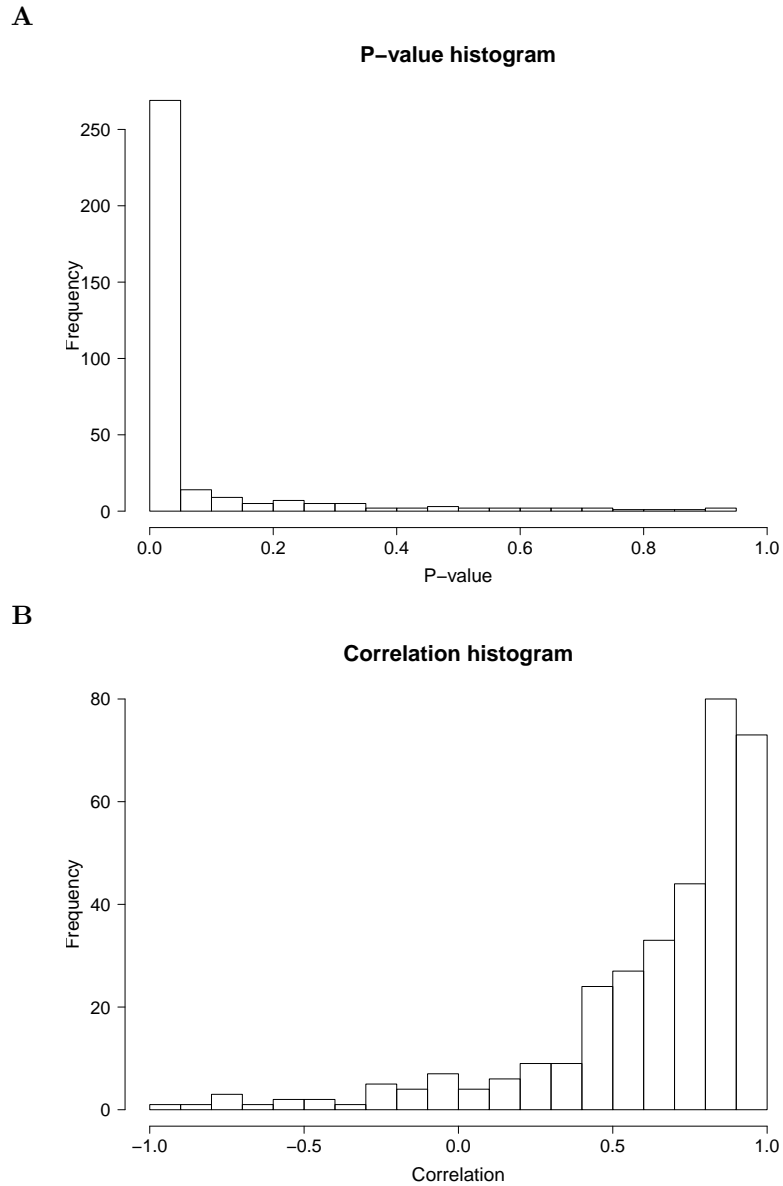 A
P−value histogram
Frequency
250
200
150
100
50
0
0.0 0.2 0.4 0.6 0.8 1.0
P−value
B
Correlation histogram
Frequency
80
60
40
20
0
−1.0 −0.5 0.0 0.5 1.0
Correlation